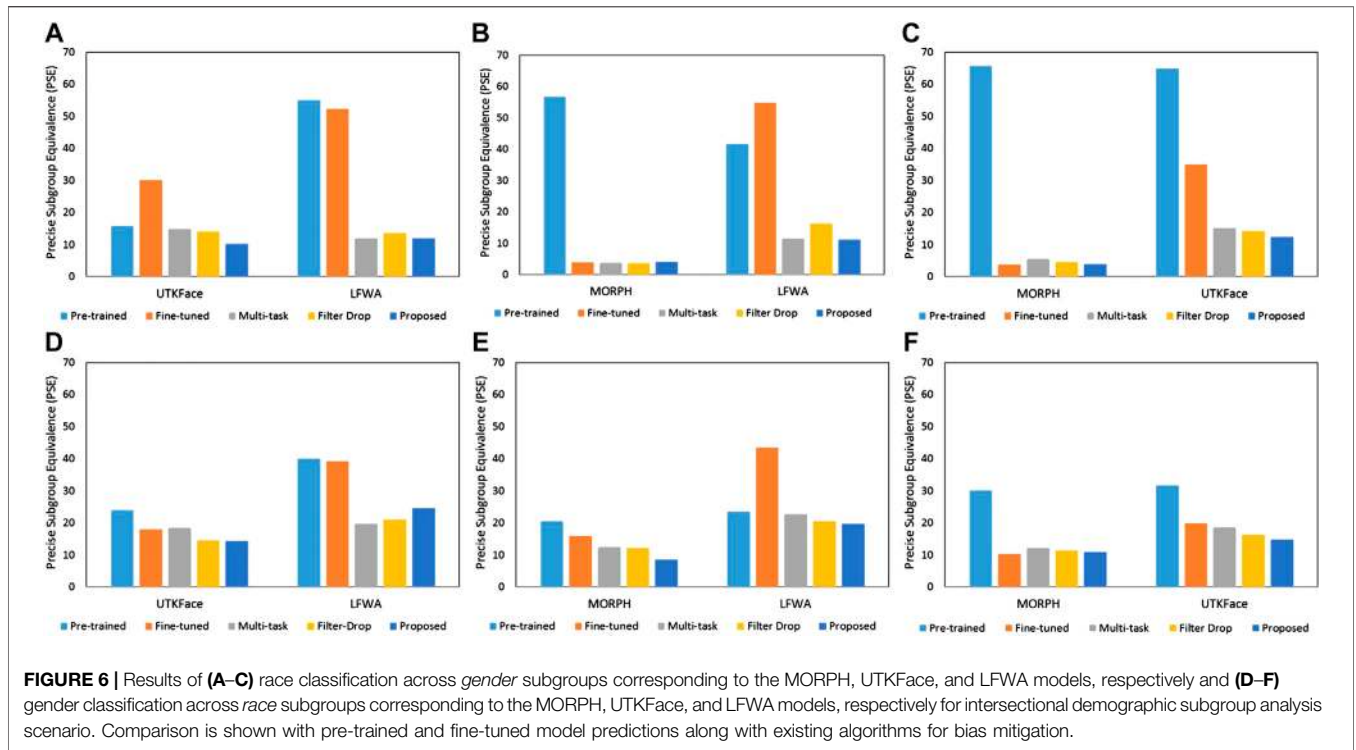 A
Precise Subgroup Equivalence (PSE)
70
60
50
40
30
20
10
0
UTKFace
LFWA
Pre-trained Fine-tuned Multi-task Filter Drop Proposed
B
Precise Subgroup Equivalence (PSE)
70
60
50
40
30
20
10
0
MORPH
LFWA
Pre-trained Fine-tuned Multi-task Filter Drop Proposed
C
Precise Subgroup Equivalence (PSE)
70
60
50
40
30
20
10
0
MORPH
UTKFace
Pre-trained Fine-tuned Multi-task Filter Drop Proposed
D
Precise Subgroup Equivalence (PSE)
70
60
50
40
30
20
10
0
UTKFace
LFWA
Pre-trained Fine-tuned Multi-task Filter-Drop Proposed
E
Precise Subgroup Equivalence (PSE)
70
60
50
40
30
20
10
0
MORPH
LFWA
Pre-trained Fine-tuned Multi-task Filter Drop Proposed
F
Precise Subgroup Equivalence (PSE)
70
60
50
40
30
20
10
0
MORPH
UTKFace
Pre-trained Fine-tuned Multi-task Filter Drop Proposed
FIGURE 6 | Results of (A–C) race classification across gender subgroups corresponding to the MORPH, UTKFace, and LFWA models, respectively and (D–F)
gender classification across race subgroups corresponding to the MORPH, UTKFace, and LFWA models, respectively for intersectional demographic subgroup analysis
scenario. Comparison is shown with pre-trained and fine-tuned model predictions along with existing algorithms for bias mitigation.